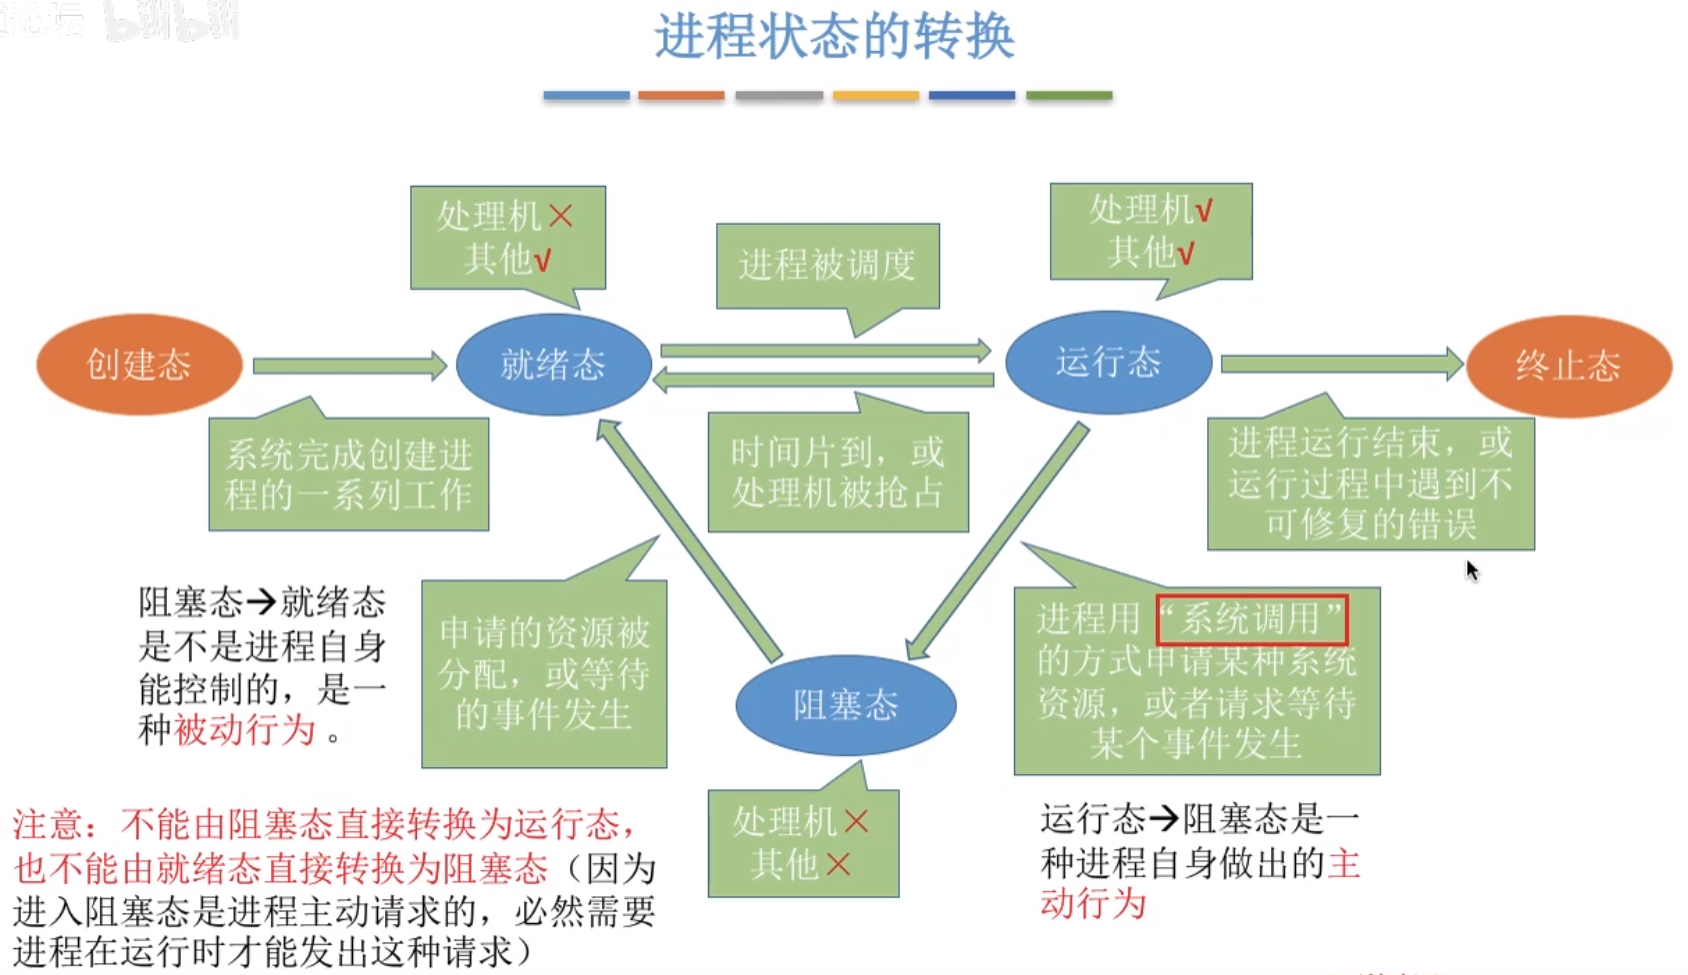 bilibili
进程状态的转换
处理机×
其他√
进程被调度
处理机√
其他√
创建态
就绪态
运行态
终止态
系统完成创建进
程的一系列工作
时间片到，或
处理机被抢占
进程运行结束，或
运行过程中遇到不
可修复的错误
阻塞态→就绪态
是不是进程自身
能控制的，是一
种被动行为。
申请的资源被
分配，或等待
的事件发生
阻塞态
进程用“系统调用”
的方式申请某种系统
资源，或者请求等待
某个事件发生
处理机×
其他×
运行态→阻塞态是一
种进程自身做出的主
动行为
注意：不能由阻塞态直接转换为运行态，
也不能由就绪态直接转换为阻塞态（因为
进入阻塞态是进程主动请求的，必然需要
进程在运行时才能发出这种请求）